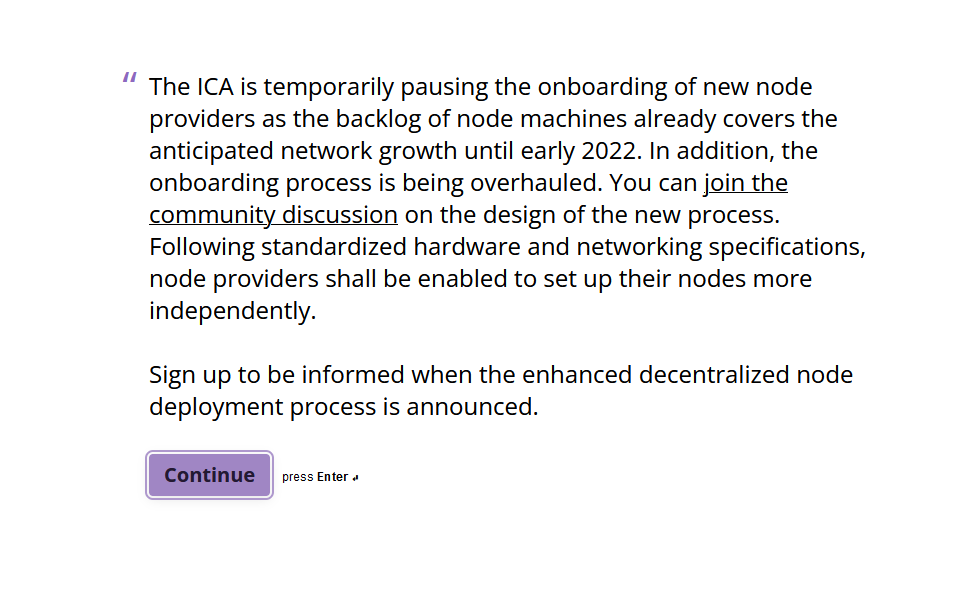 “ The ICA is temporarily pausing the onboarding of new node
providers as the backlog of node machines already covers the
anticipated network growth until early 2022. In addition, the
onboarding process is being overhauled. You can join the
community discussion on the design of the new process.
Following standardized hardware and networking specifications,
node providers shall be enabled to set up their nodes more
independently.
Sign up to be informed when the enhanced decentralized node
deployment process is announced.
Continue press Enter ↵